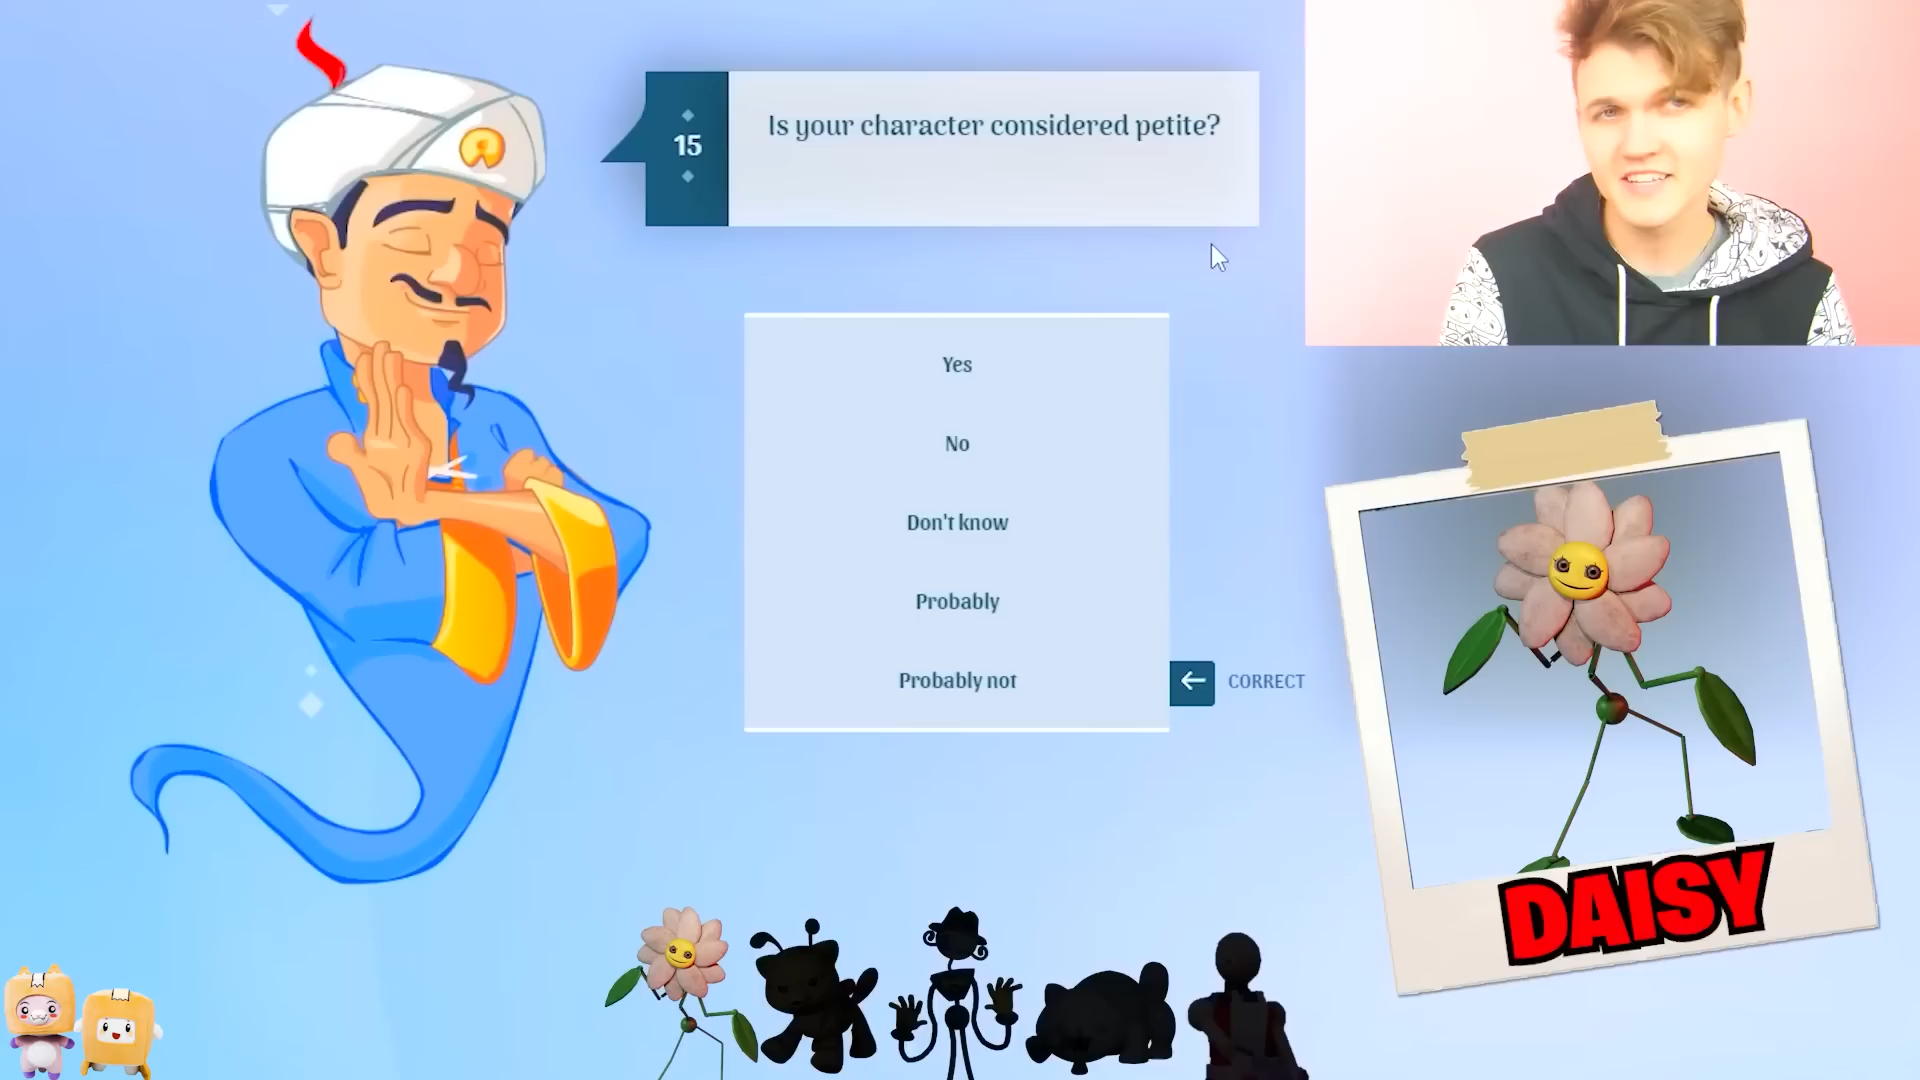 15
Is your character considered petite?
Yes
No
Don't know
Probably
Probably not
CORRECT
DAISY